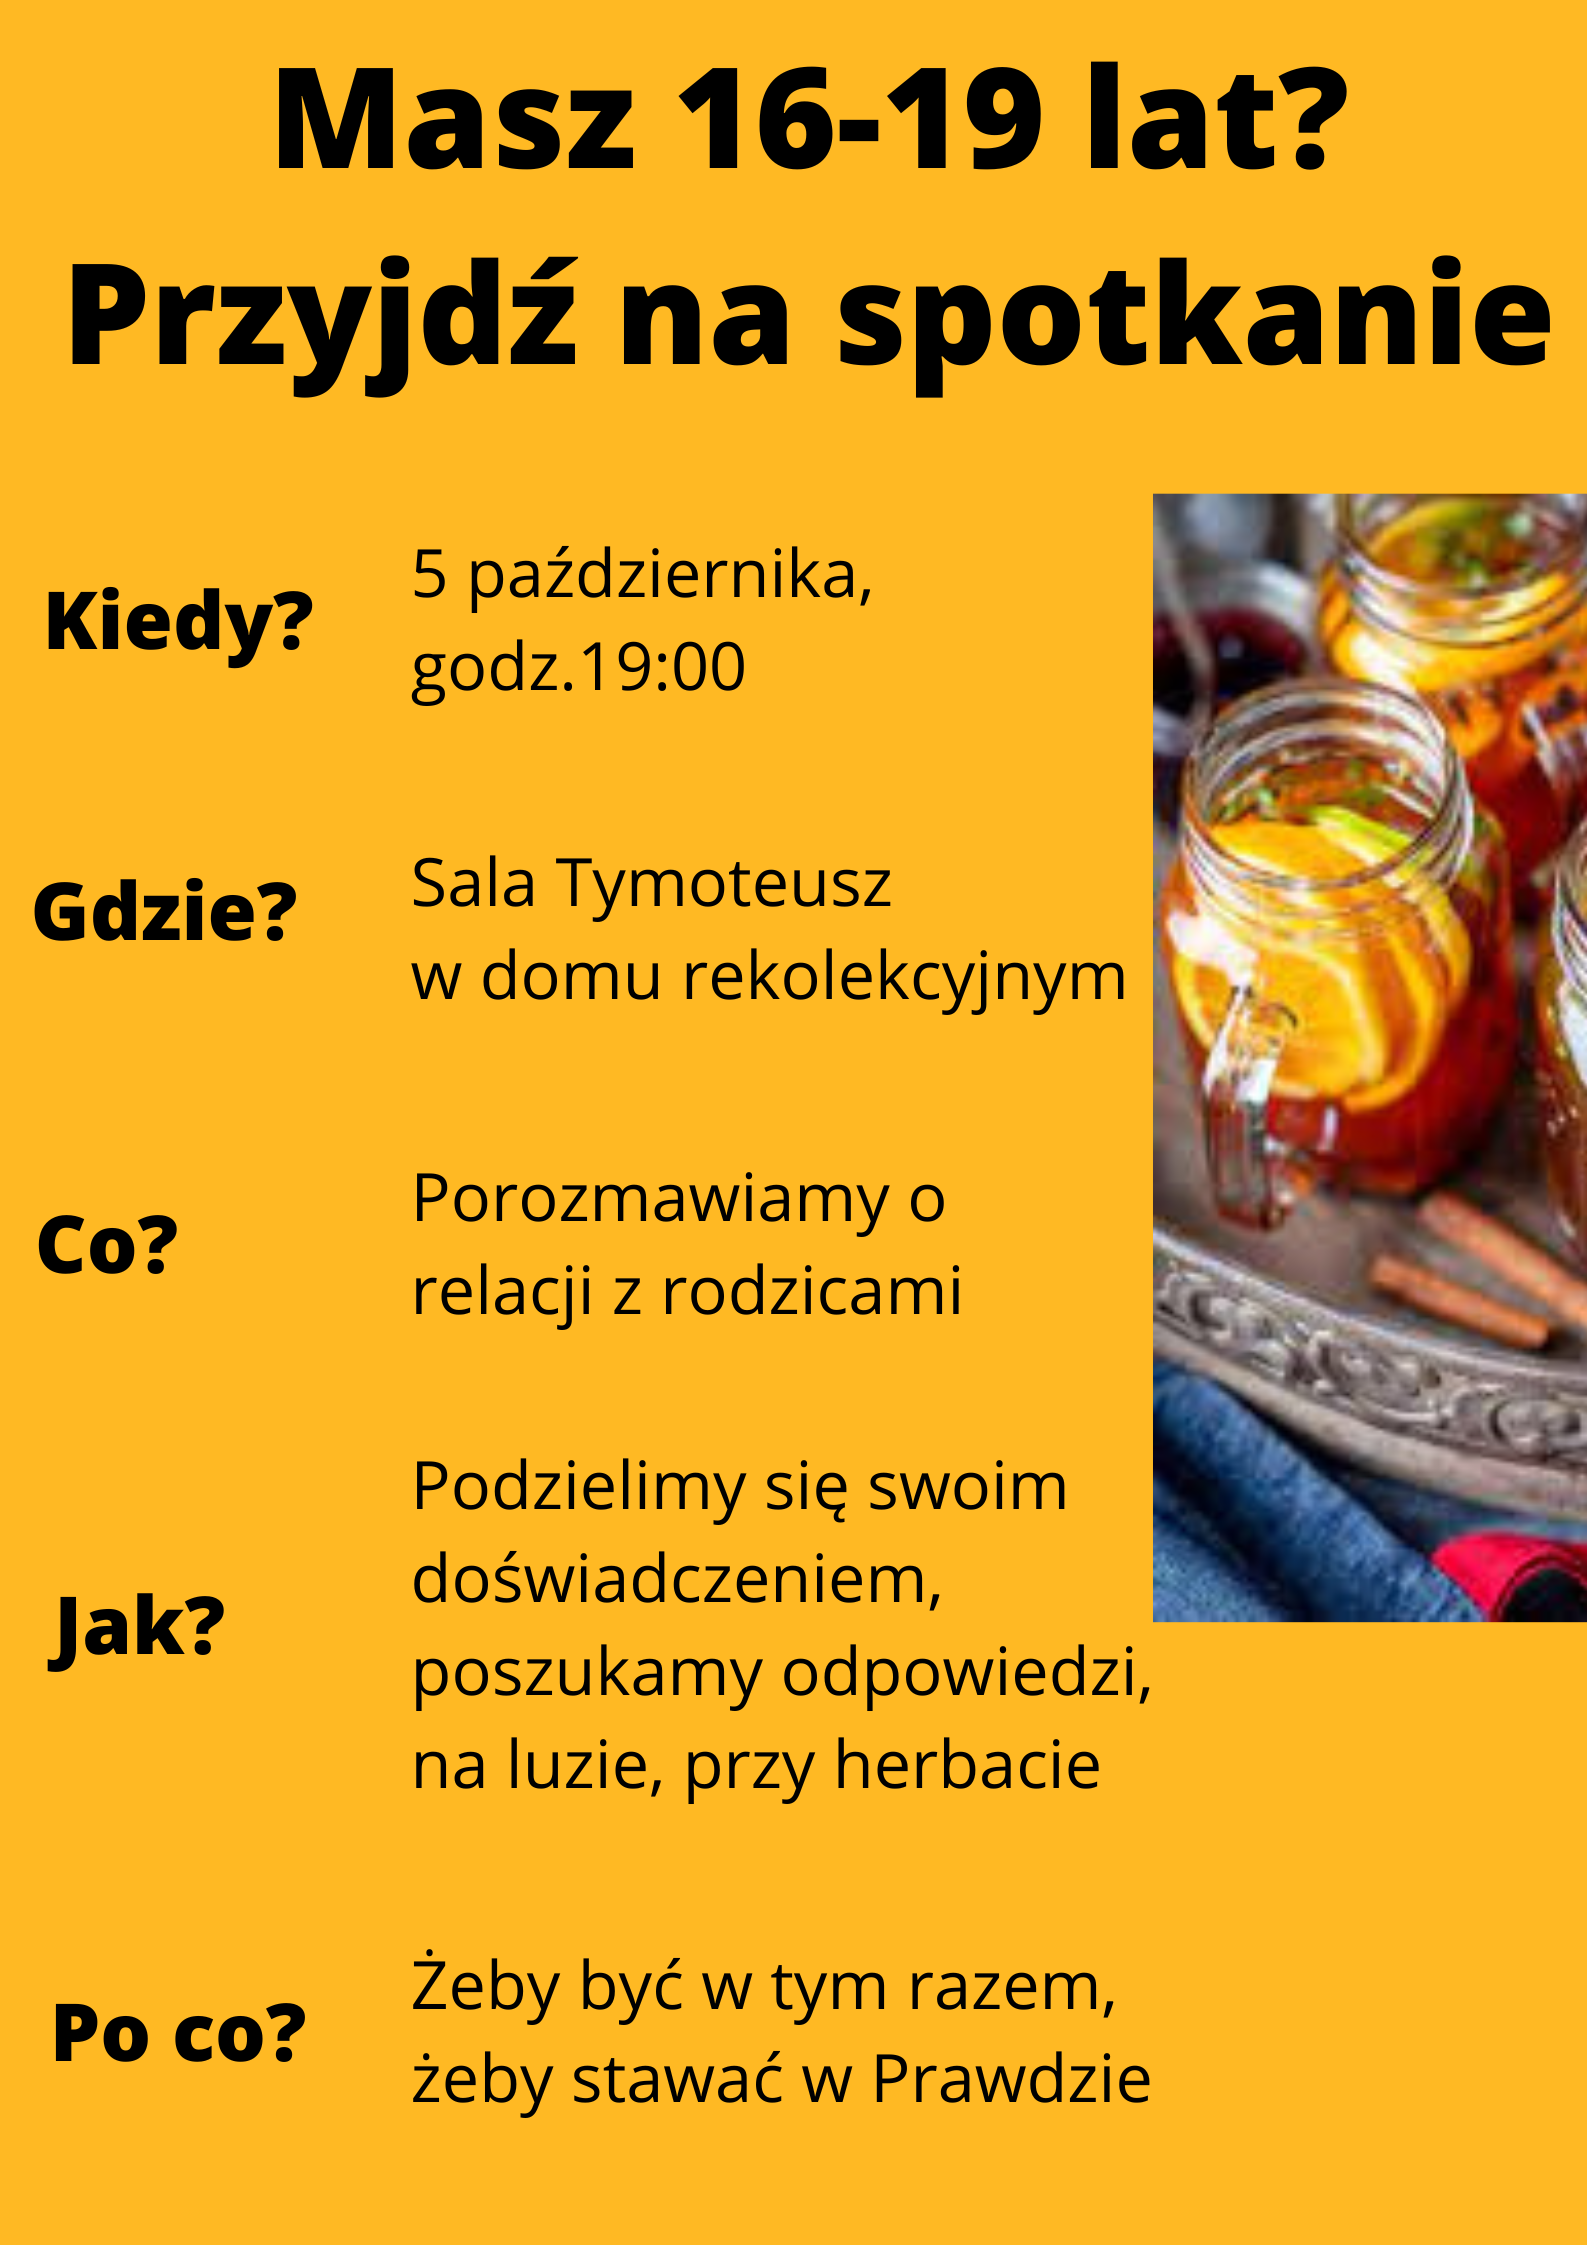 Masz 16-19 lat?
Przyjdź na spotkanie
Kiedy?
5 października,
godz.19:00
Gdzie?
Sala Tymoteusz
w domu rekolekcyjnym
Co?
Porozmawiamy o
relacji z rodzicami
Jak?
Podzielimy się swoim
doświadczeniem,
poszukamy odpowiedzi,
na luzie, przy herbacie
Po co?
Żeby być w tym razem,
żeby stawać w Prawdzie